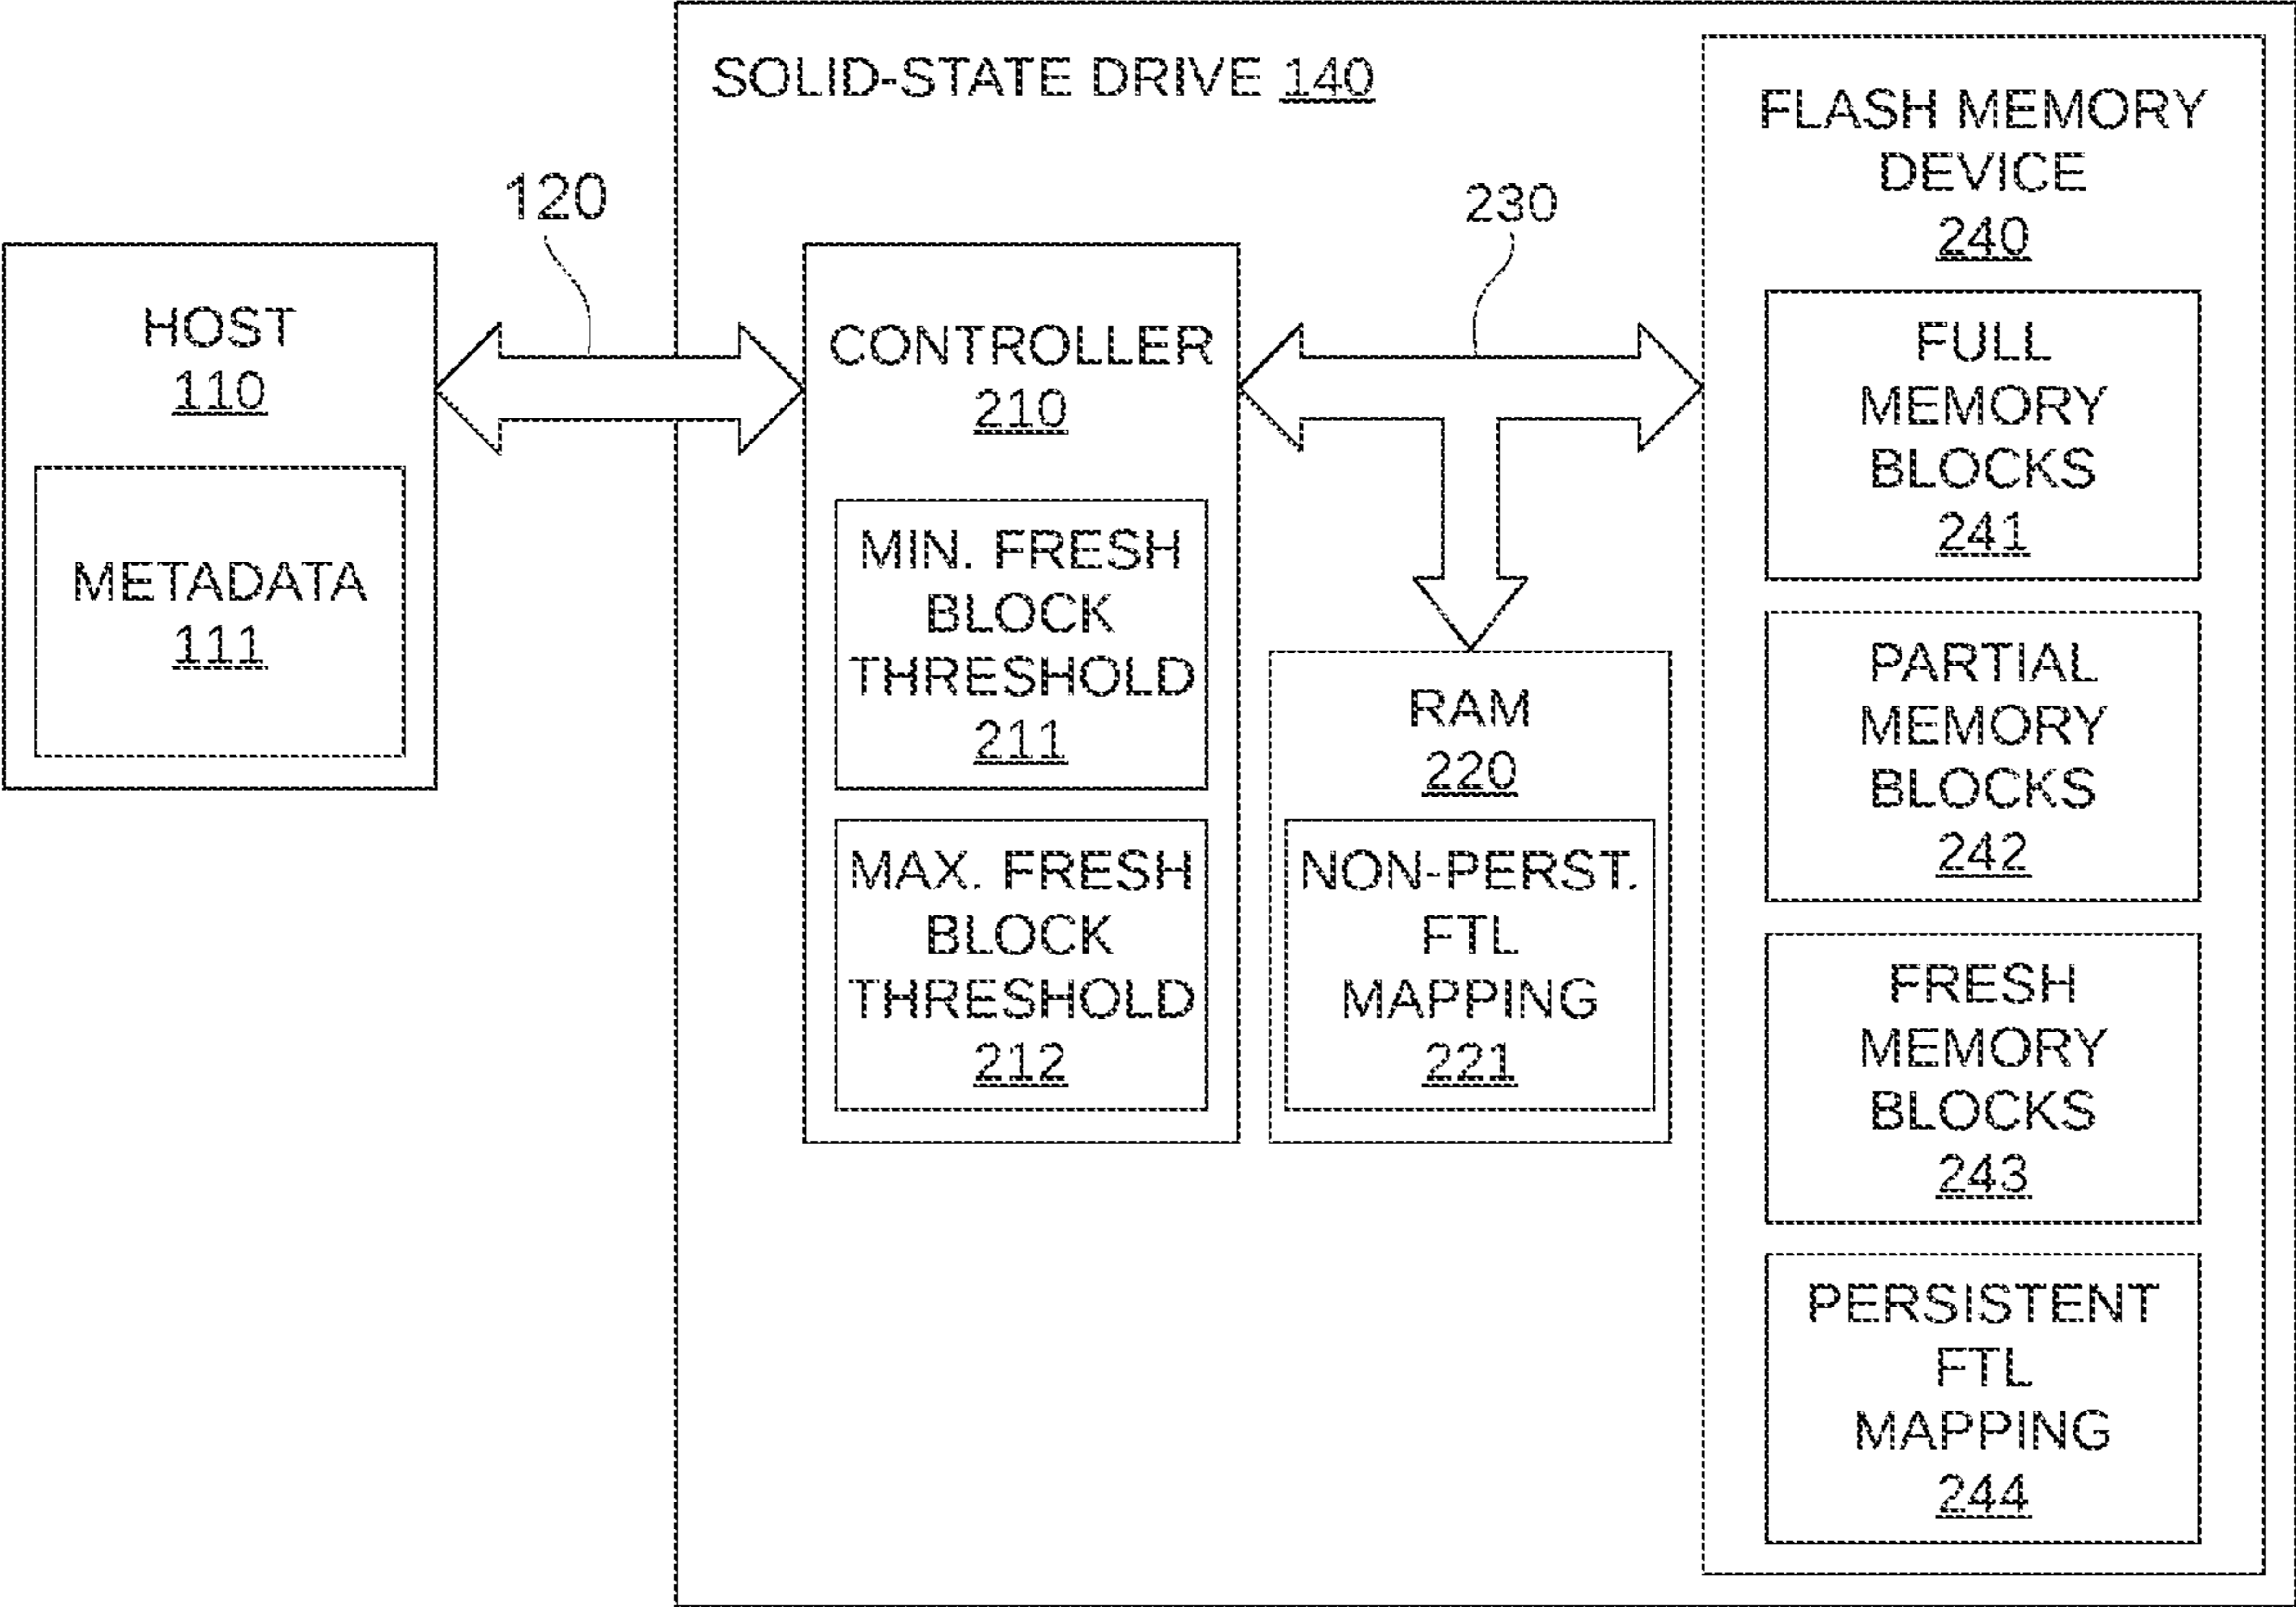 SOLID-STATE DRIVE 140
120
HOST
110
METADATA
111
CONTROLLER
210
MIN. FRESH
BLOCK
THRESHOLD
211
MAX. FRESH
BLOCK
THRESHOLD
212
230
RAM
220
NON-PERST.
FTL
MAPPING
221
FLASH MEMORY
DEVICE
240
FULL
MEMORY
BLOCKS
241
PARTIAL
MEMORY
BLOCKS
242
FRESH
MEMORY
BLOCKS
243
PERSISTENT
FTL
MAPPING
244